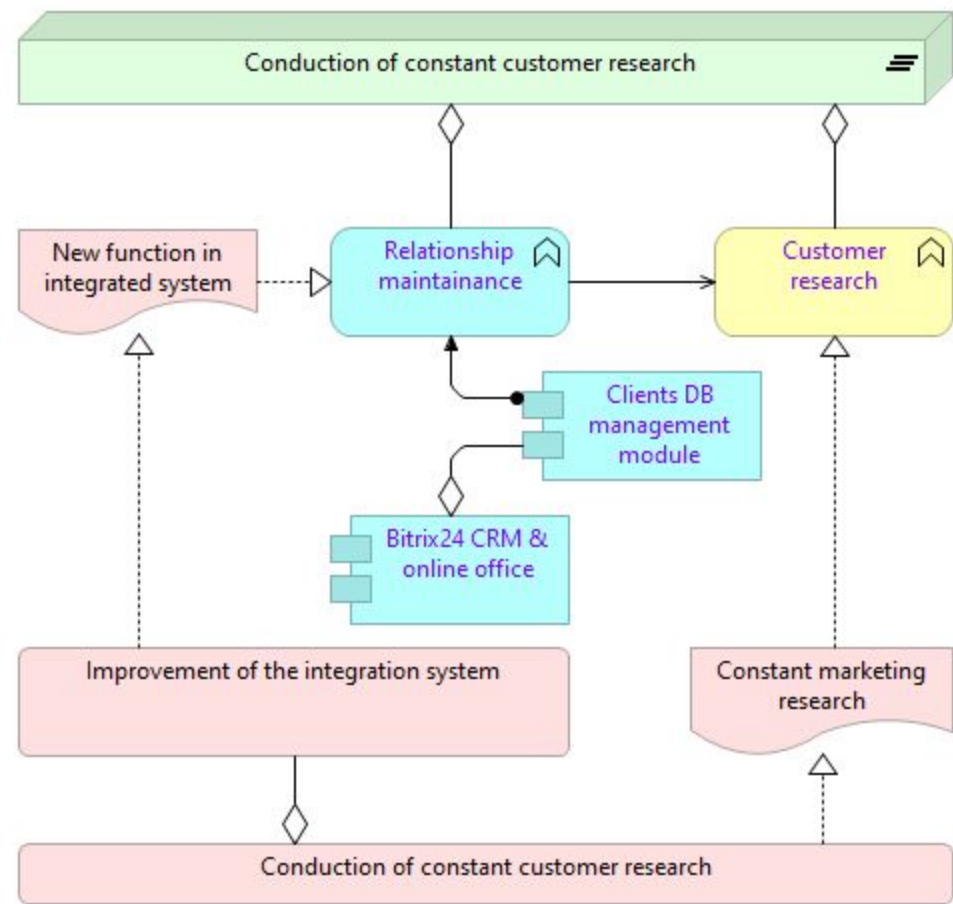 Conduction of constant customer research
New function in
integrated system
Relationship
maintainance
Customer
research
Clients DB
management
module
Bitrix24 CRM &
online office
Improvement of the integration system
Constant marketing
research
Conduction of constant customer research